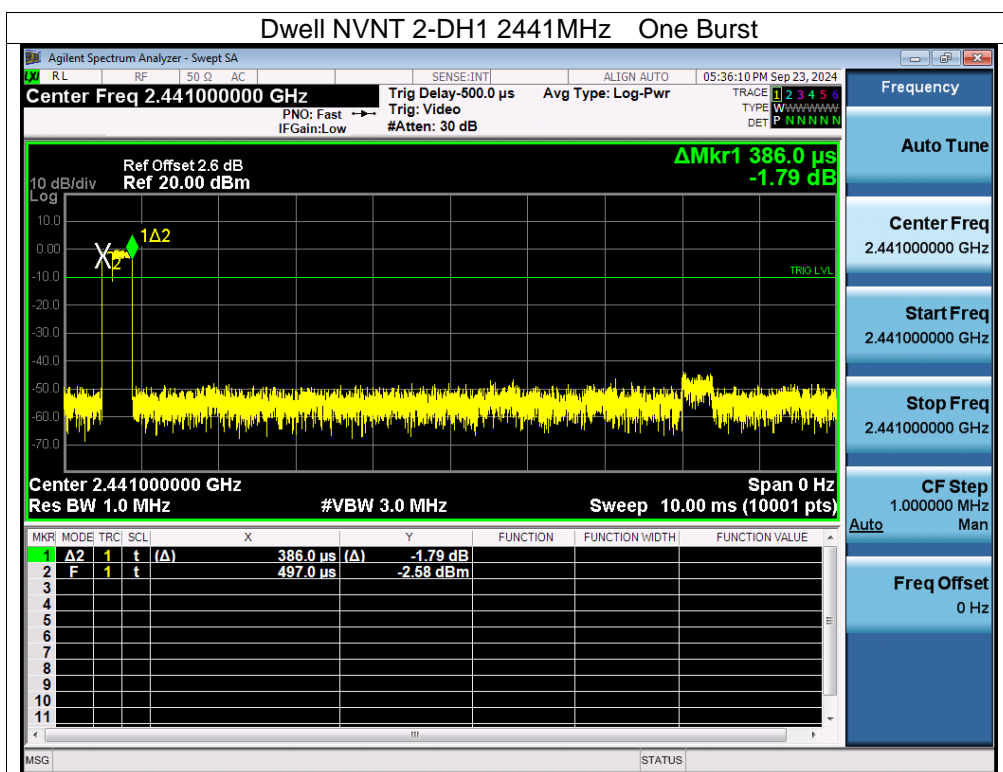 Dwell NVNT 2-DH1 2441MHz One Burst
Agilent Spectrum Analyzer - Swept SA
LXI RL RF 50 Ω AC SENSE:INT ALIGN AUTO 05:36:10 PM Sep 23, 2024
Center Freq 2.441000000 GHz
PNO: Fast
IFGain:Low
Trig Delay-500.0 µs
Trig: Video
#Atten: 30 dB
Avg Type: Log-Pwr
TRACE 1 2 3 4 5 6
TYPE WWWWWWW
DET P N N N N N
Frequency
Auto Tune
Center Freq
2.441000000 GHz
Start Freq
2.441000000 GHz
Stop Freq
2.441000000 GHz
CF Step
1.000000 MHz
Auto Man
Freq Offset
0 Hz
ΔMkr1 386.0 µs
-1.79 dB
Ref Offset 2.6 dB
10 dB/div Ref 20.00 dBm
Log
10.0
0.00
-10.0
-20.0
-30.0
-40.0
-50.0
-60.0
-70.0
1Δ2
X2
TRIG LVL
Center 2.441000000 GHz Span 0 Hz
Res BW 1.0 MHz #VBW 3.0 MHz Sweep 10.00 ms (10001 pts)
MKR MODE TRC SCL X Y FUNCTION FUNCTION WIDTH FUNCTION VALUE
1 Δ2 1 t (Δ) 386.0 µs (Δ) -1.79 dB
2 F 1 t 497.0 µs -2.58 dBm
3
4
5
6
7
8
9
10
11
MSG STATUS